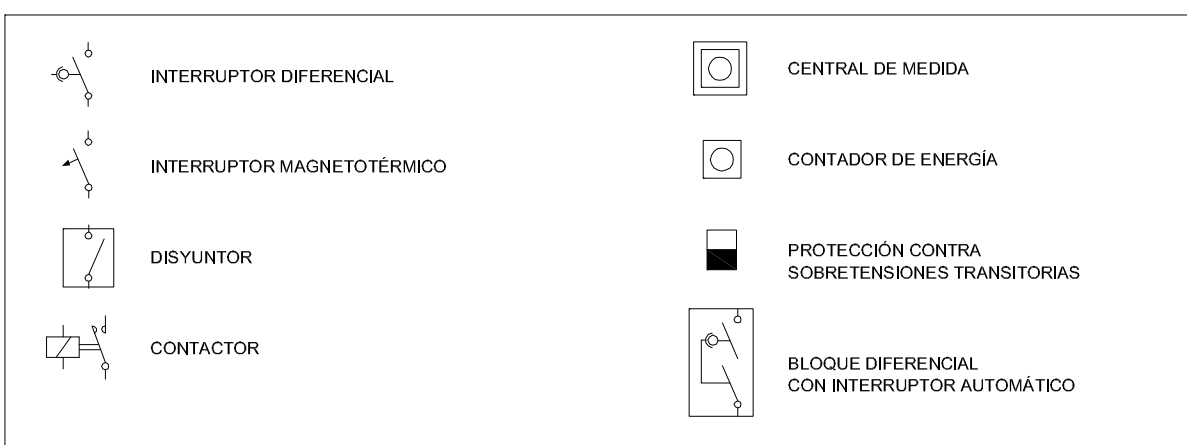 INTERRUPTOR DIFERENCIAL
INTERRUPTOR MAGNETOTÉRMICO
DISYUNTOR
CONTACTOR
CENTRAL DE MEDIDA
CONTADOR DE ENERGÍA
PROTECCIÓN CONTRA
SOBRETENSIONES TRANSITORIAS
BLOQUE DIFERENCIAL
CON INTERRUPTOR AUTOMÁTICO